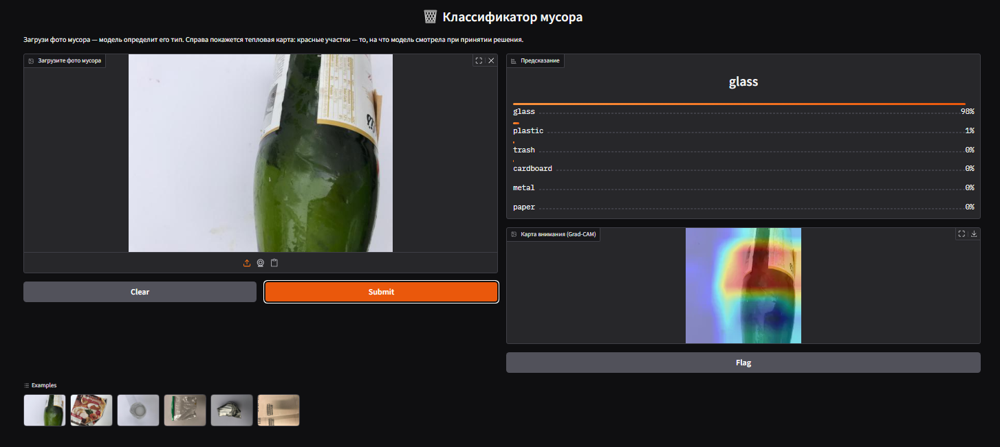 Классификатор мусора
Загрузи фото мусора — модель определит его тип. Справа покажется тепловая карта: красные участки — то, на что модель смотрела при принятии решения.
Загрузите фото мусора
Clear
Submit
Предсказание
glass
glass 98%
plastic 1%
trash 0%
cardboard 0%
metal 0%
paper 0%
Карта внимания (Grad-CAM)
Flag
Examples